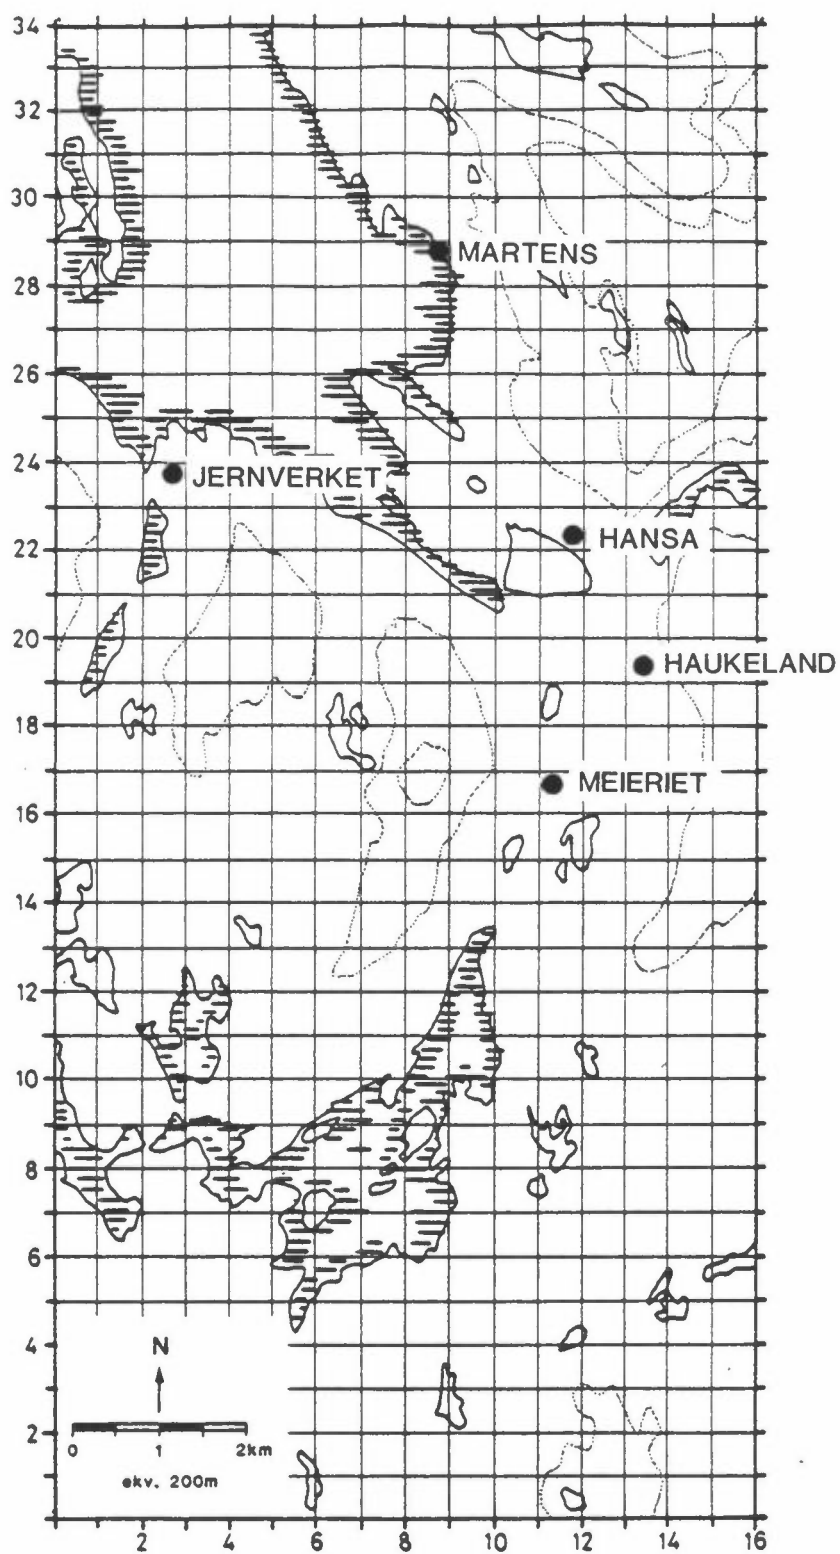 34
32
30
MARTENS
28
26
24
JERNVERKET
22
HANSA
20
HAUKELAND
18
16
MEIERIET
14
12
10
8
6
4
N
2
0 1 2km
ekv. 200m
2 4 6 8 10 12 14 16